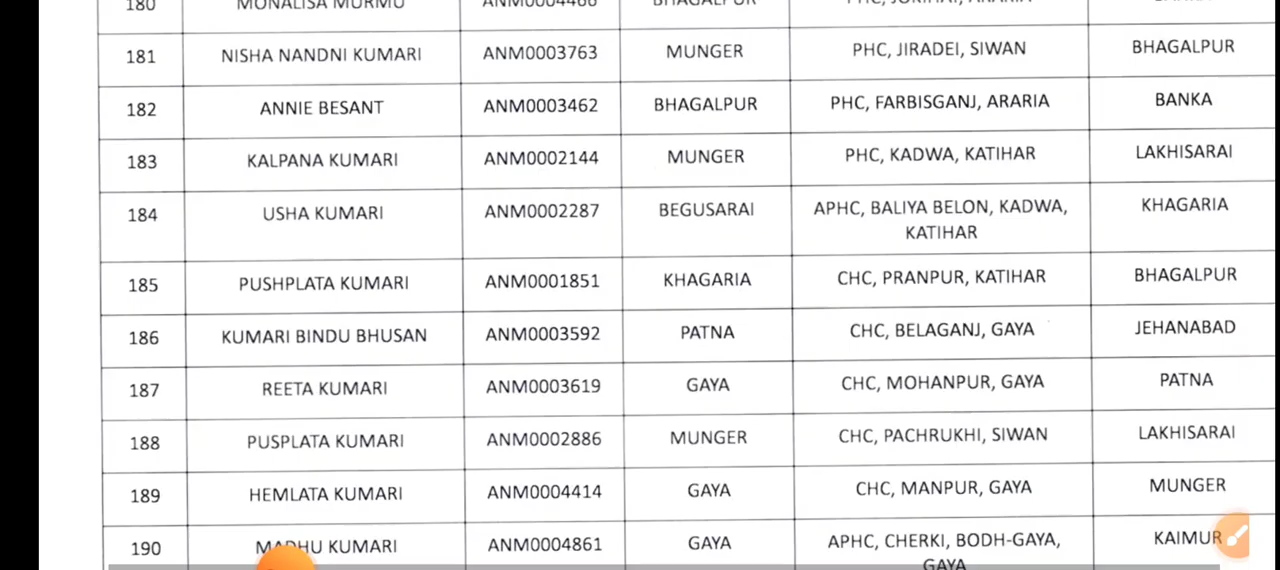 180 MONALISA MURMU ANM0004466 BHAGALPUR PHC, JOKIHAT, ARARIA
181 NISHA NANDNI KUMARI ANM0003763 MUNGER PHC, JIRADEI, SIWAN BHAGALPUR
182 ANNIE BESANT ANM0003462 BHAGALPUR PHC, FARBISGANJ, ARARIA BANKA
183 KALPANA KUMARI ANM0002144 MUNGER PHC, KADWA, KATIHAR LAKHISARAI
184 USHA KUMARI ANM0002287 BEGUSARAI APHC, BALIYA BELON, KADWA, KHAGARIA
KATIHAR
185 PUSHPLATA KUMARI ANM0001851 KHAGARIA CHC, PRANPUR, KATIHAR BHAGALPUR
186 KUMARI BINDU BHUSAN ANM0003592 PATNA CHC, BELAGANJ, GAYA JEHANABAD
187 REETA KUMARI ANM0003619 GAYA CHC, MOHANPUR, GAYA PATNA
188 PUSPLATA KUMARI ANM0002886 MUNGER CHC, PACHRUKHI, SIWAN LAKHISARAI
189 HEMLATA KUMARI ANM0004414 GAYA CHC, MANPUR, GAYA MUNGER
190 MADHU KUMARI ANM0004861 GAYA APHC, CHERKI, BODH-GAYA, KAIMUR
GAYA